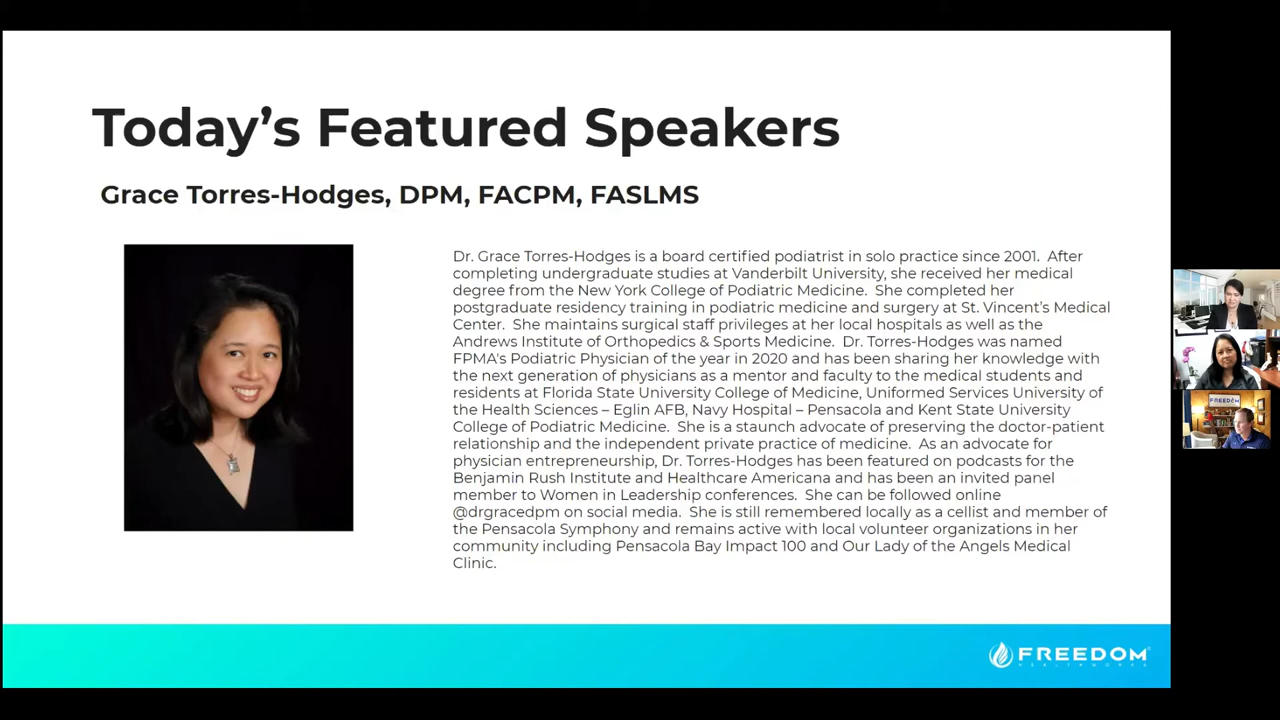 Today’s Featured Speakers
Grace Torres-Hodges, DPM, FACPM, FASLMS
Dr. Grace Torres-Hodges is a board certified podiatrist in solo practice since 2001.  After
completing undergraduate studies at Vanderbilt University, she received her medical
degree from the New York College of Podiatric Medicine.  She completed her
postgraduate residency training in podiatric medicine and surgery at St. Vincent’s Medical
Center.  She maintains surgical staff privileges at her local hospitals as well as the
Andrews Institute of Orthopedics & Sports Medicine.  Dr. Torres-Hodges was named
FPMA's Podiatric Physician of the year in 2020 and has been sharing her knowledge with
the next generation of physicians as a mentor and faculty to the medical students and
residents at Florida State University College of Medicine, Uniformed Services University of
the Health Sciences – Eglin AFB, Navy Hospital – Pensacola and Kent State University
College of Podiatric Medicine.  She is a staunch advocate of preserving the doctor-patient
relationship and the independent private practice of medicine.  As an advocate for
physician entrepreneurship, Dr. Torres-Hodges has been featured on podcasts for the
Benjamin Rush Institute and Healthcare Americana and has been an invited panel
member to Women in Leadership conferences.  She can be followed online
@drgracedpm on social media.  She is still remembered locally as a cellist and member of
the Pensacola Symphony and remains active with local volunteer organizations in her
community including Pensacola Bay Impact 100 and Our Lady of the Angels Medical
Clinic.
FREEDOM
HEALTHWORKS
FREEDOM